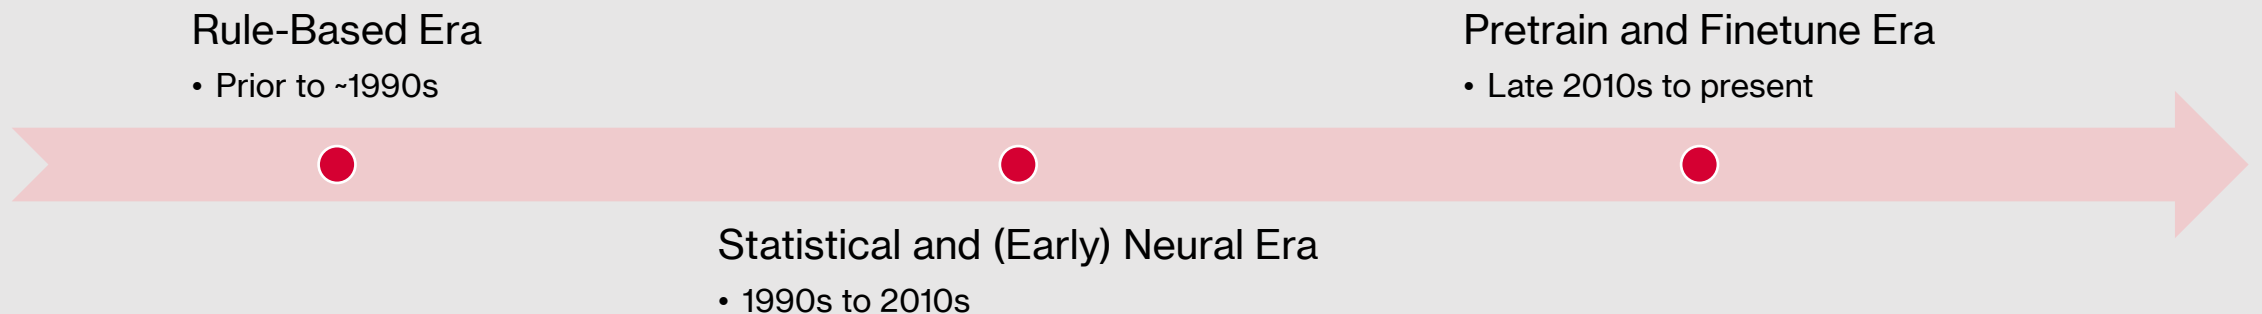 Rule-Based Era
• Prior to ~1990s
Statistical and (Early) Neural Era
• 1990s to 2010s
Pretrain and Finetune Era
• Late 2010s to present